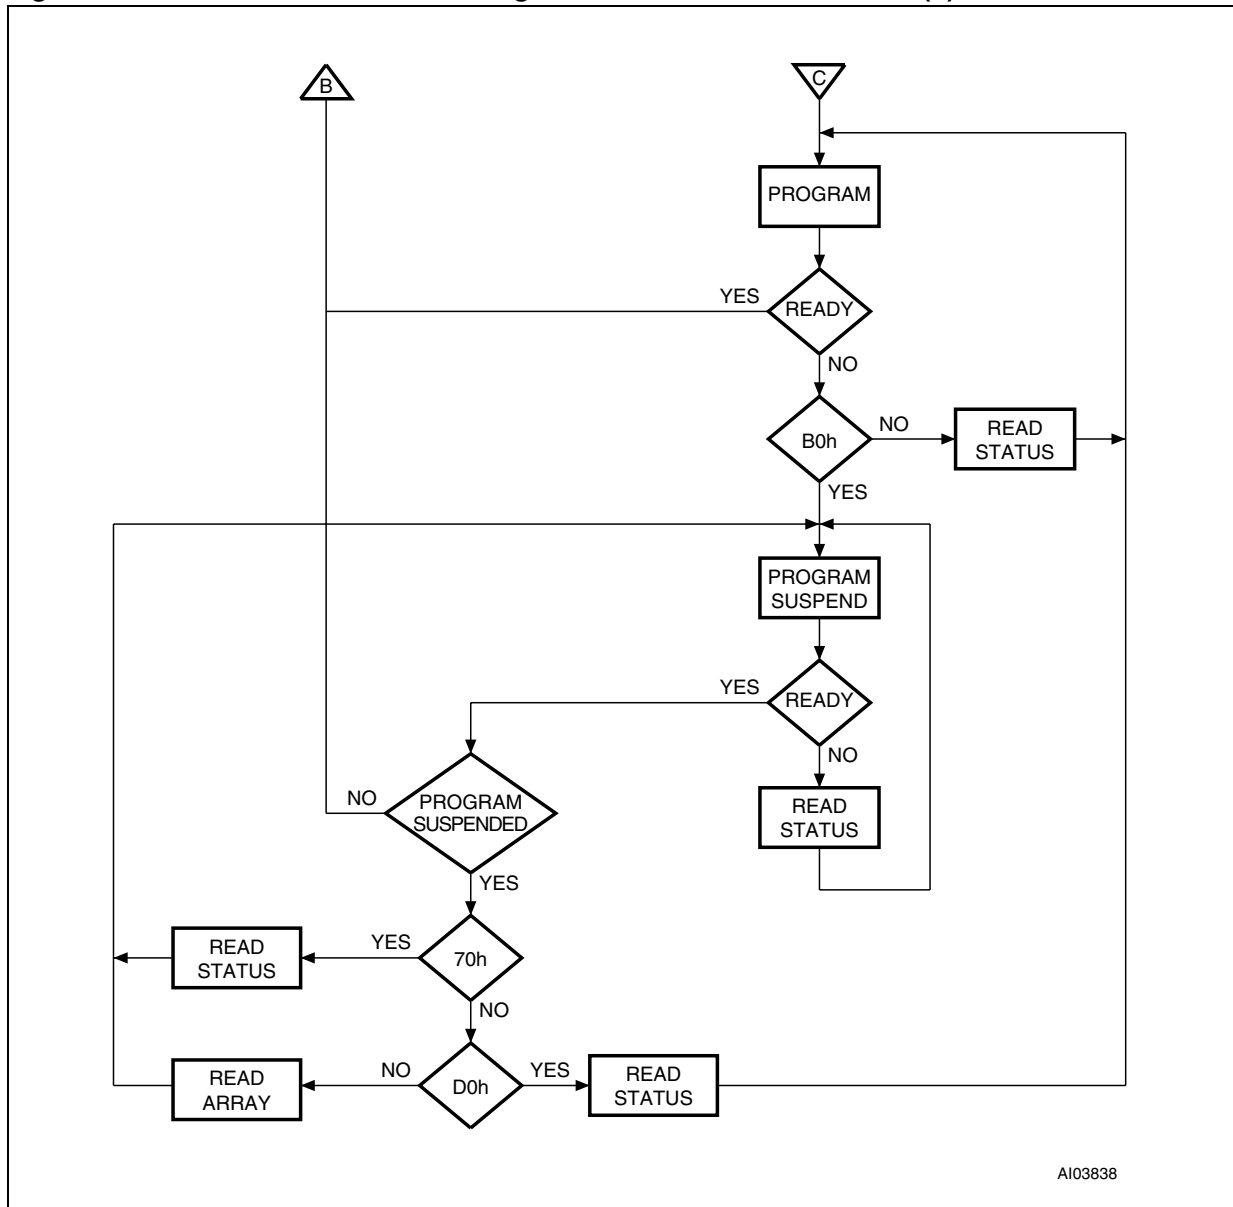 B
C
PROGRAM
YES
READY
NO
B0h
NO
READ
STATUS
YES
PROGRAM
SUSPEND
YES
READY
NO
NO
PROGRAM
SUSPENDED
READ
STATUS
YES
READ
STATUS
YES
70h
NO
READ
ARRAY
NO
D0h
YES
READ
STATUS
AI03838